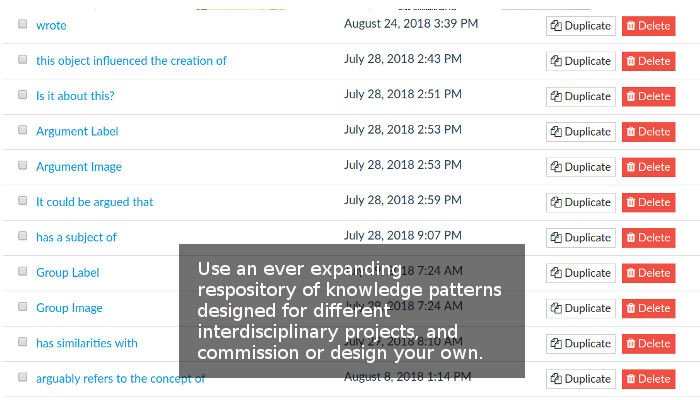 wrote August 24, 2018 3:39 PM Duplicate Delete
this object influenced the creation of July 28, 2018 2:43 PM Duplicate Delete
Is it about this? July 28, 2018 2:51 PM Duplicate Delete
Argument Label July 28, 2018 2:53 PM Duplicate Delete
Argument Image July 28, 2018 2:53 PM Duplicate Delete
It could be argued that July 28, 2018 2:59 PM Duplicate Delete
has a subject of July 28, 2018 9:07 PM Duplicate Delete
Group Label 7:24 AM Duplicate Delete
Group Image 2018 7:24 AM Duplicate Delete
has similarities with 2018 8:10 AM Duplicate Delete
arguably refers to the concept of August 8, 2018 1:14 PM Duplicate Delete
Use an ever expanding
respository of knowledge patterns
designed for different
interdisciplinary projects, and
commission or design your own.